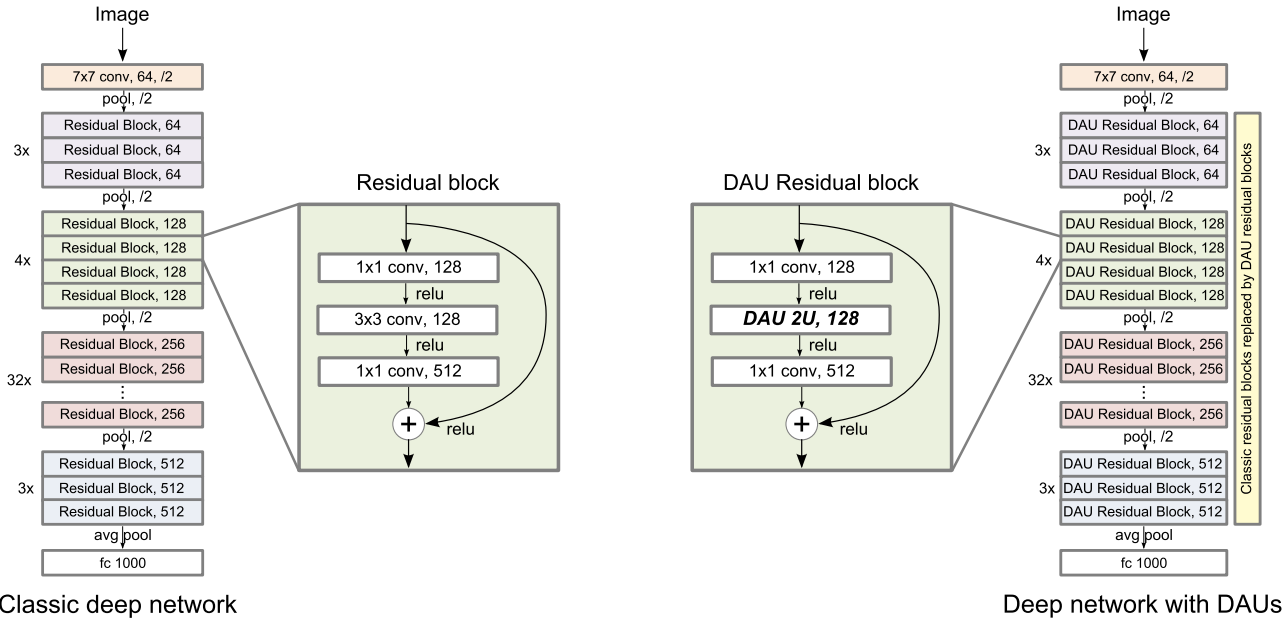 Image
7x7 conv, 64, /2
pool, /2
3x
Residual Block, 64
Residual Block, 64
Residual Block, 64
pool, /2
4x
Residual Block, 128
Residual Block, 128
Residual Block, 128
Residual Block, 128
pool, /2
32x
Residual Block, 256
Residual Block, 256
⋮
Residual Block, 256
pool, /2
3x
Residual Block, 512
Residual Block, 512
Residual Block, 512
avg pool
fc 1000
Classic deep network
Residual block
1x1 conv, 128
relu
3x3 conv, 128
relu
1x1 conv, 512
+
relu
DAU Residual block
1x1 conv, 128
relu
DAU 2U, 128
relu
1x1 conv, 512
+
relu
Image
7x7 conv, 64, /2
pool, /2
3x
DAU Residual Block, 64
DAU Residual Block, 64
DAU Residual Block, 64
pool, /2
4x
DAU Residual Block, 128
DAU Residual Block, 128
DAU Residual Block, 128
DAU Residual Block, 128
pool, /2
32x
DAU Residual Block, 256
DAU Residual Block, 256
⋮
DAU Residual Block, 256
pool, /2
3x
DAU Residual Block, 512
DAU Residual Block, 512
DAU Residual Block, 512
avg pool
fc 1000
Classic residual blocks replaced by DAU residual blocks
Deep network with DAUs